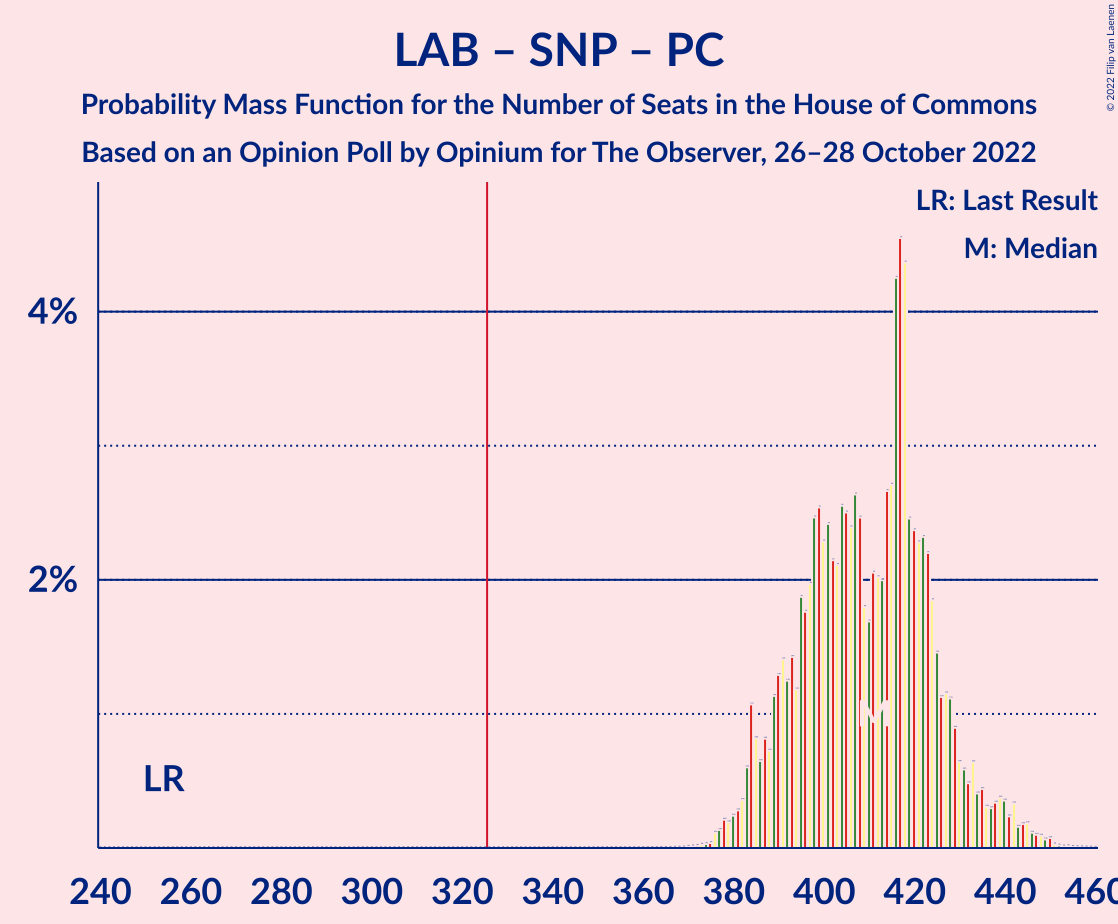 LAB – SNP – PC
Probability Mass Function for the Number of Seats in the House of Commons
Based on an Opinion Poll by Opinium for The Observer, 26–28 October 2022
© 2022 Filip van Laenen
LR: Last Result
M: Median
4%
2%
LR
M
240 260 280 300 320 340 360 380 400 420 440 460